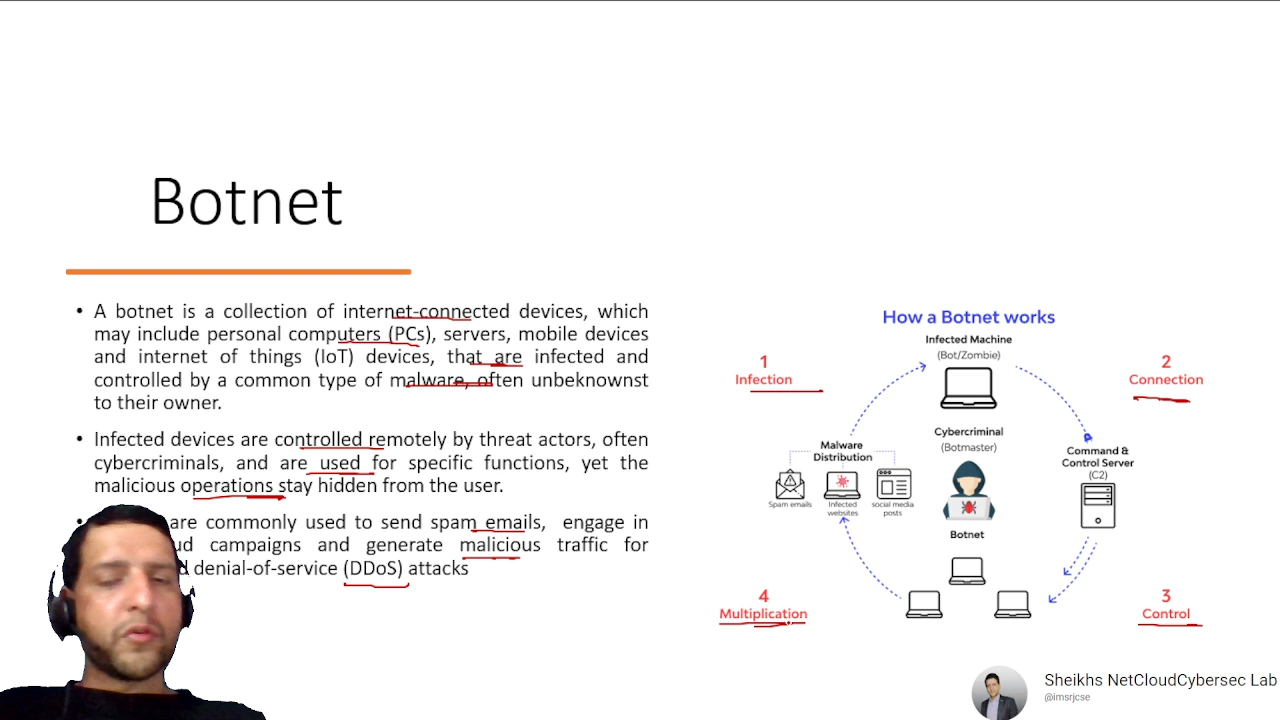 Botnet
• A botnet is a collection of internet-connected devices, which
may include personal computers (PCs), servers, mobile devices
and internet of things (IoT) devices, that are infected and
controlled by a common type of malware, often unbeknownst
to their owner.
• Infected devices are controlled remotely by threat actors, often
cybercriminals, and are used for specific functions, yet the
malicious operations stay hidden from the user.
are commonly used to send spam emails, engage in
campaigns and generate malicious traffic for
denial-of-service (DDoS) attacks
How a Botnet works
Infected Machine
(Bot/Zombie)
1
Infection
2
Connection
Cybercriminal
(Botmaster)
Malware
Distribution
Spam emails
Infected
websites
social media
posts
Command &
Control Server
(C2)
Botnet
4
Multiplication
3
Control
Sheikhs NetCloudCybersec Lab
@imsrjcse